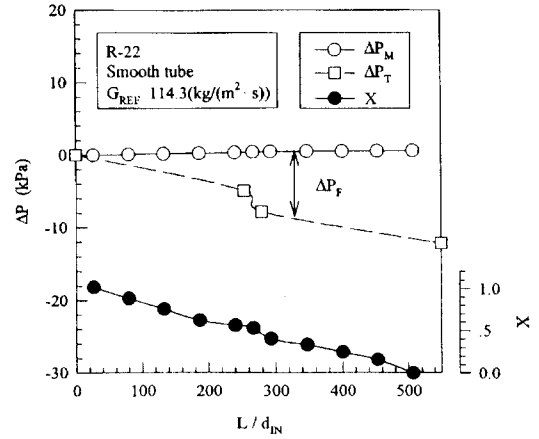 20
10
0
-10
-20
-30
ΔP (kPa)
R-22
Smooth tube
G_REF 114.3(kg/(m² · s))
ΔP_M
ΔP_T
X
ΔP_F
1.0
.5
0.0
X
0 100 200 300 400 500
L / d_IN